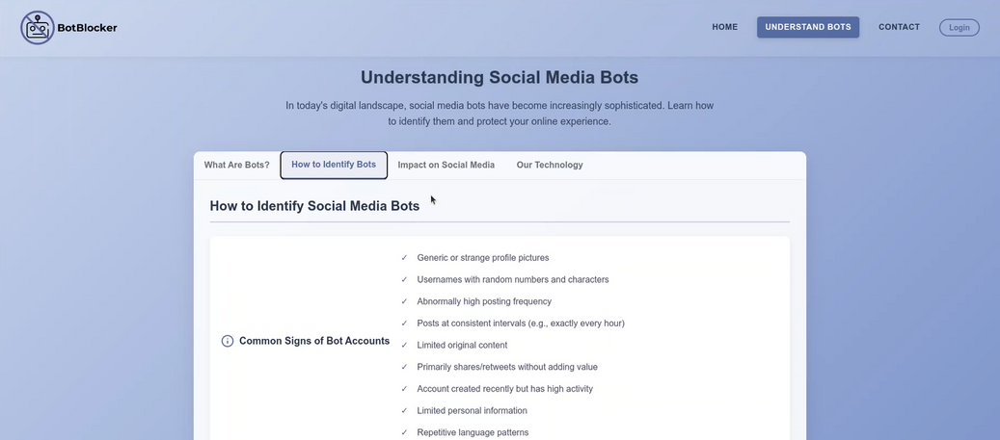 BotBlocker
HOME
UNDERSTAND BOTS
CONTACT
Login
Understanding Social Media Bots
In today's digital landscape, social media bots have become increasingly sophisticated. Learn how
to identify them and protect your online experience.
What Are Bots?
How to Identify Bots
Impact on Social Media
Our Technology
How to Identify Social Media Bots
Common Signs of Bot Accounts
✓ Generic or strange profile pictures
✓ Usernames with random numbers and characters
✓ Abnormally high posting frequency
✓ Posts at consistent intervals (e.g., exactly every hour)
✓ Limited original content
✓ Primarily shares/retweets without adding value
✓ Account created recently but has high activity
✓ Limited personal information
✓ Repetitive language patterns